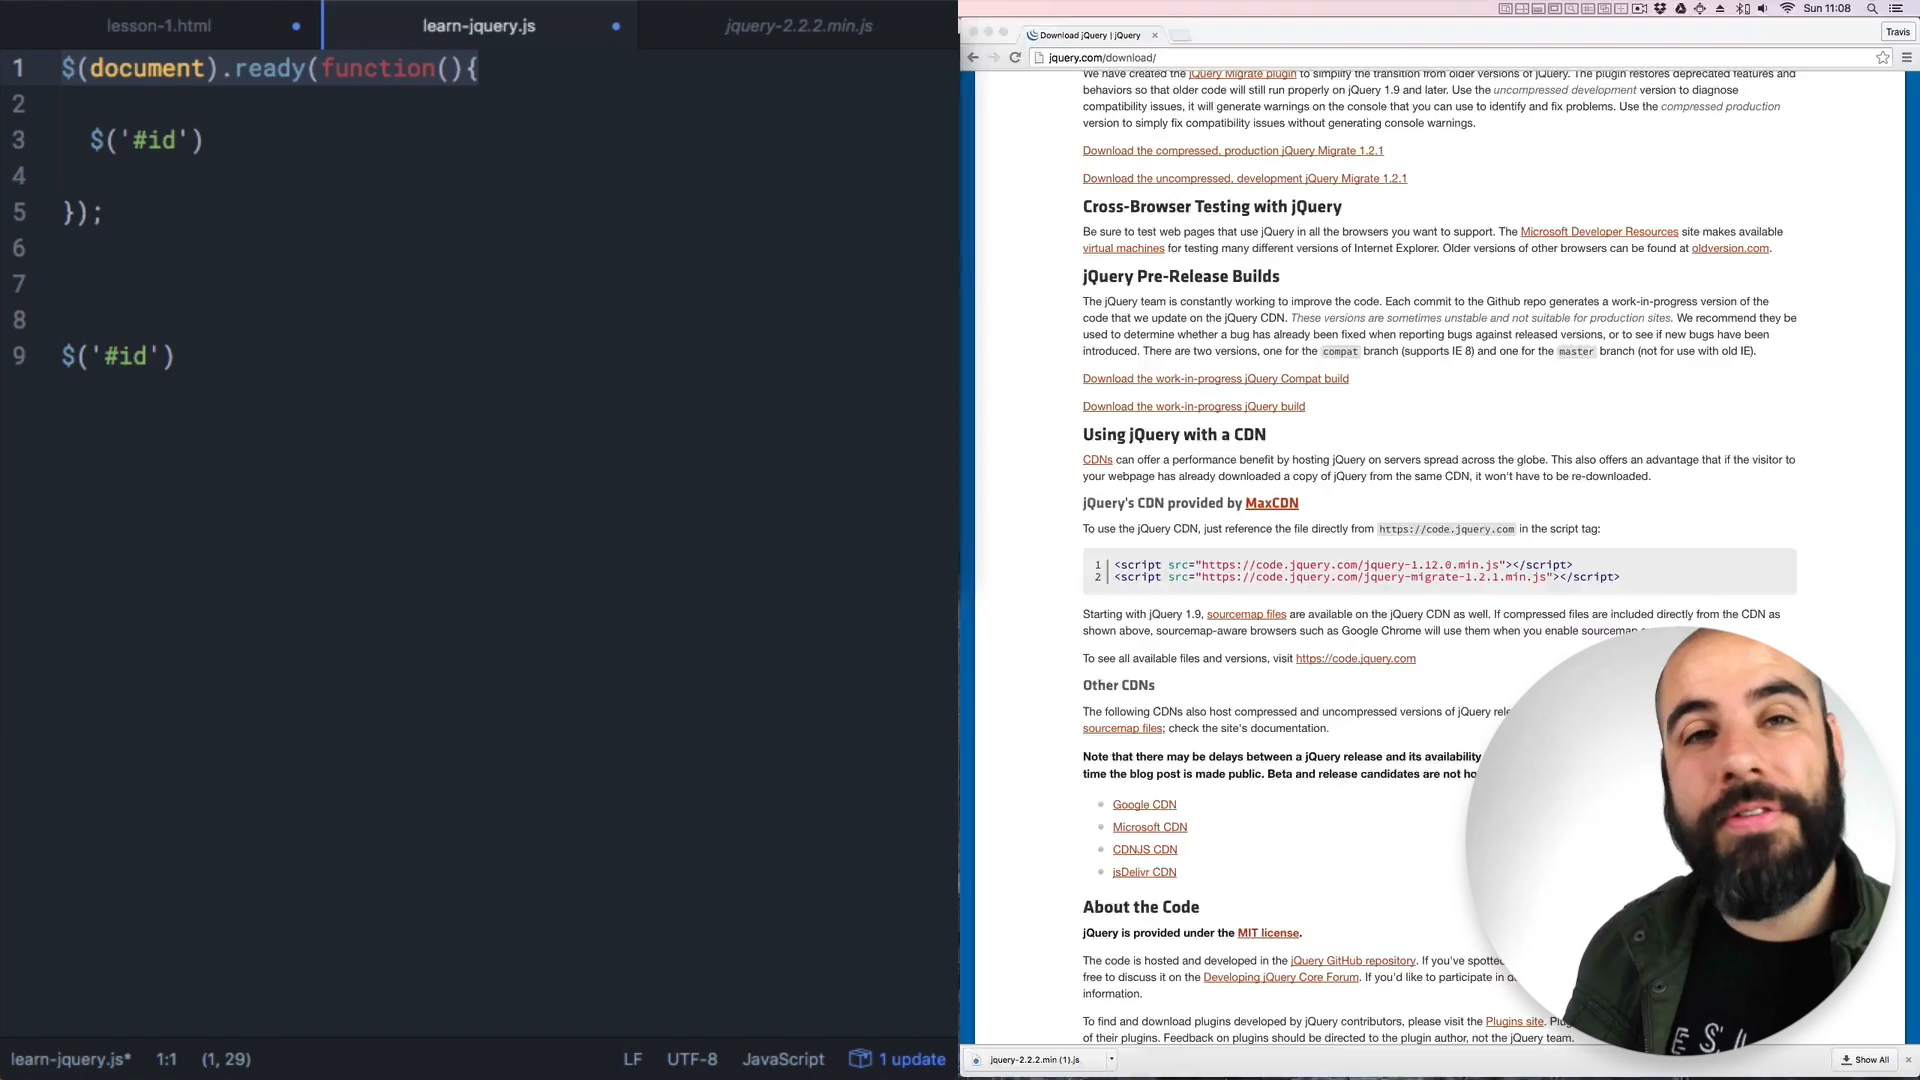 lesson-1.html
learn-jquery.js
jquery-2.2.2.min.js
1 $(document).ready(function(){
2
3 $('#id')
4
5 });
6
7
8
9 $('#id')
learn-jquery.js* 1:1 (1, 29) LF UTF-8 JavaScript 1 update
Sun 11:08
Download jQuery | jQuery
Travis
jquery.com/download/
We have created the jQuery Migrate plugin to simplify the transition from older versions of jQuery. The plugin restores deprecated features and
behaviors so that older code will still run properly on jQuery 1.9 and later. Use the uncompressed development version to diagnose
compatibility issues, it will generate warnings on the console that you can use to identify and fix problems. Use the compressed production
version to simply fix compatibility issues without generating console warnings.
Download the compressed, production jQuery Migrate 1.2.1
Download the uncompressed, development jQuery Migrate 1.2.1
Cross-Browser Testing with jQuery
Be sure to test web pages that use jQuery in all the browsers you want to support. The Microsoft Developer Resources site makes available
virtual machines for testing many different versions of Internet Explorer. Older versions of other browsers can be found at oldversion.com.
jQuery Pre-Release Builds
The jQuery team is constantly working to improve the code. Each commit to the Github repo generates a work-in-progress version of the
code that we update on the jQuery CDN. These versions are sometimes unstable and not suitable for production sites. We recommend they be
used to determine whether a bug has already been fixed when reporting bugs against released versions, or to see if new bugs have been
introduced. There are two versions, one for the compat branch (supports IE 8) and one for the master branch (not for use with old IE).
Download the work-in-progress jQuery Compat build
Download the work-in-progress jQuery build
Using jQuery with a CDN
CDNs can offer a performance benefit by hosting jQuery on servers spread across the globe. This also offers an advantage that if the visitor
to your webpage has already downloaded a copy of jQuery from the same CDN, it won't have to be re-downloaded.
jQuery's CDN provided by MaxCDN
To use the jQuery CDN, just reference the file directly from https://code.jquery.com in the script tag:
1 <script src="https://code.jquery.com/jquery-1.12.0.min.js"></script>
2 <script src="https://code.jquery.com/jquery-migrate-1.2.1.min.js"></script>
Starting with jQuery 1.9, sourcemap files are available on the jQuery CDN as well. If compressed files are included directly from the CDN as
shown above, sourcemap-aware browsers such as Google Chrome will use them when you enable sourcemap
To see all available files and versions, visit https://code.jquery.com
Other CDNs
The following CDNs also host compressed and uncompressed versions of jQuery
sourcemap files; check the site's documentation.
Note that there may be delays between a jQuery release and its availability
time the blog post is made public. Beta and release candidates are not
Google CDN
Microsoft CDN
CDNJS CDN
jsDelivr CDN
About the Code
jQuery is provided under the MIT license.
The code is hosted and developed in the jQuery GitHub repository. If you've spotted
free to discuss it on the Developing jQuery Core Forum. If you'd like to participate in
information.
To find and download plugins developed by jQuery contributors, please visit the Plugins site.
of their plugins. Feedback on plugins should be directed to the plugin author, not the jQuery team.
jquery-2.2.2.min (1).js
Show All